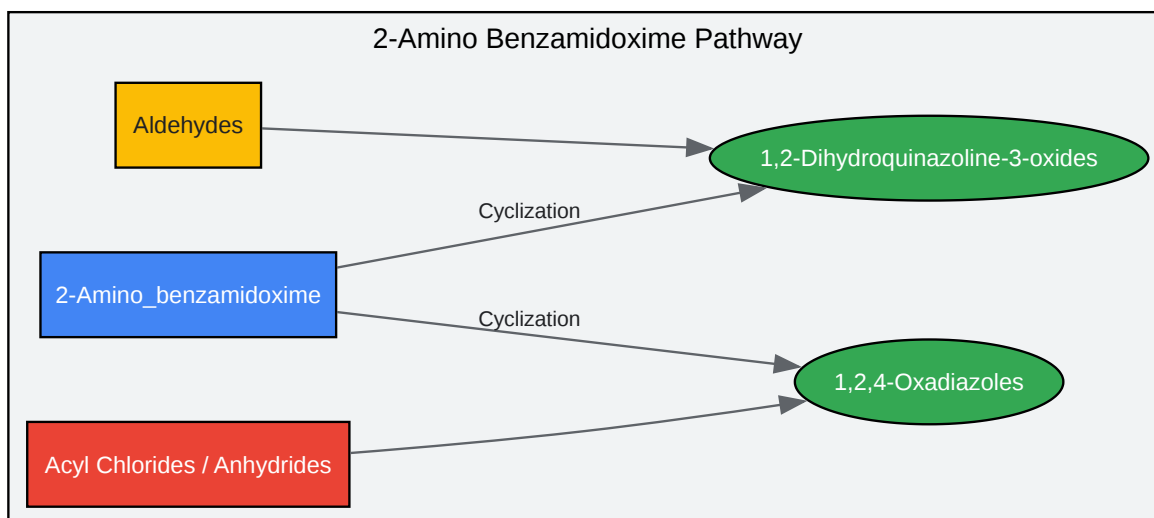 2-Amino Benzamidoxime Pathway
Aldehydes
1,2-Dihydroquinazoline-3-oxides
Cyclization
2-Amino_benzamidoxime
Cyclization
1,2,4-Oxadiazoles
Acyl Chlorides / Anhydrides